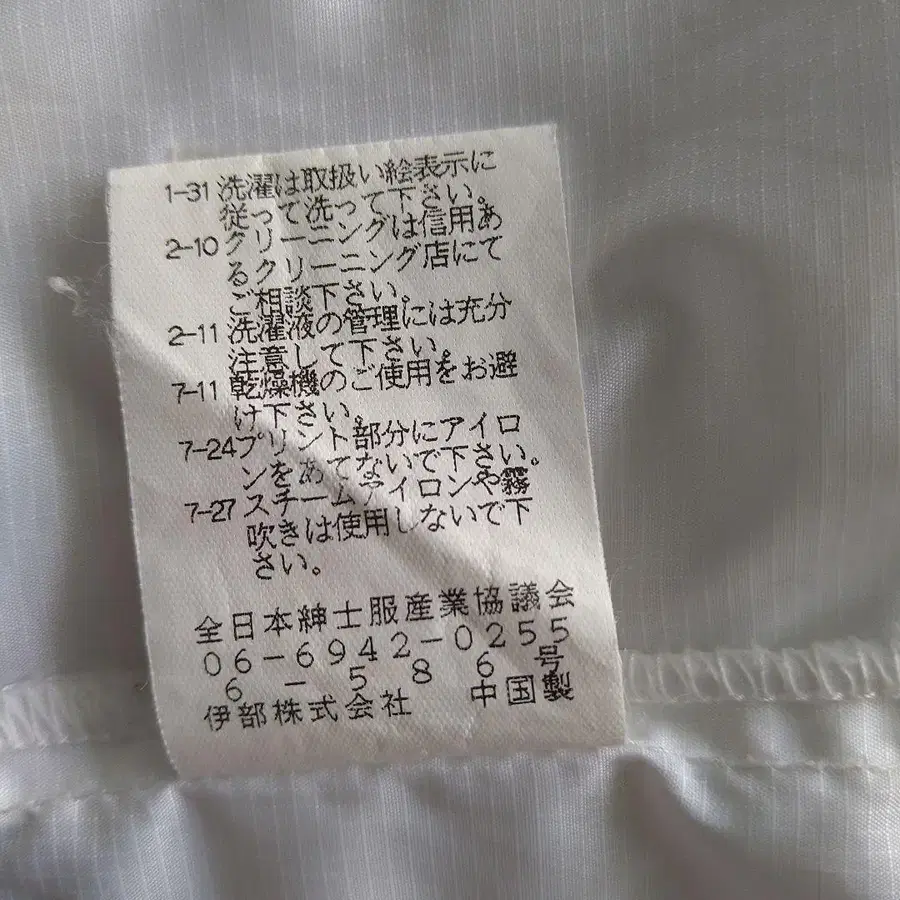 1-31 洗濯は取扱い絵表示に
従って洗って下さい。
2-10 クリーニングは信用あ
るクリーニング店にて
ご相談下さい。
2-11 洗濯液の管理には充分
注意して下さい。
7-11 乾燥機のご使用をお避
け下さい。
7-24 プリント部分にアイロ
ンをあてないで下さい。
7-27 スチームアイロンや霧
吹きは使用しないで下
さい。
全日本紳士服産業協議会
06-6942-0255
6-586号
伊部株式会社 中国製